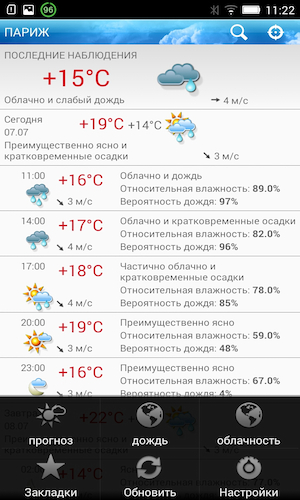 96 11:22
ПАРИЖ
ПОСЛЕДНИЕ НАБЛЮДЕНИЯ
+15°C
Облачно и слабый дождь
4 м/с
Сегодня
07.07
+19°C +14°C
Преимущественно ясно и
кратковременные осадки
3 м/с
11:00
+16°C
3 м/с
Облачно и дождь
Относительная влажность: 89.0%
Вероятность дождя: 97%
14:00
+17°C
4 м/с
Облачно и кратковременные осадки
Относительная влажность: 82.0%
Вероятность дождя: 96%
17:00
+18°C
4 м/с
Частично облачно и
кратковременные осадки
Относительная влажность: 78.0%
Вероятность дождя: 85%
20:00
+19°C
3 м/с
Преимущественно ясно
Относительная влажность: 59.0%
Вероятность дождя: 48%
23:00
+16°C
3 м/с
Преимущественно ясно
Относительная влажность: 67.0%
Вероятность дождя: 4%
Завтра
+22°C
прогноз
дождь
облачность
+14°C
Закладки
Обновить
Настройки